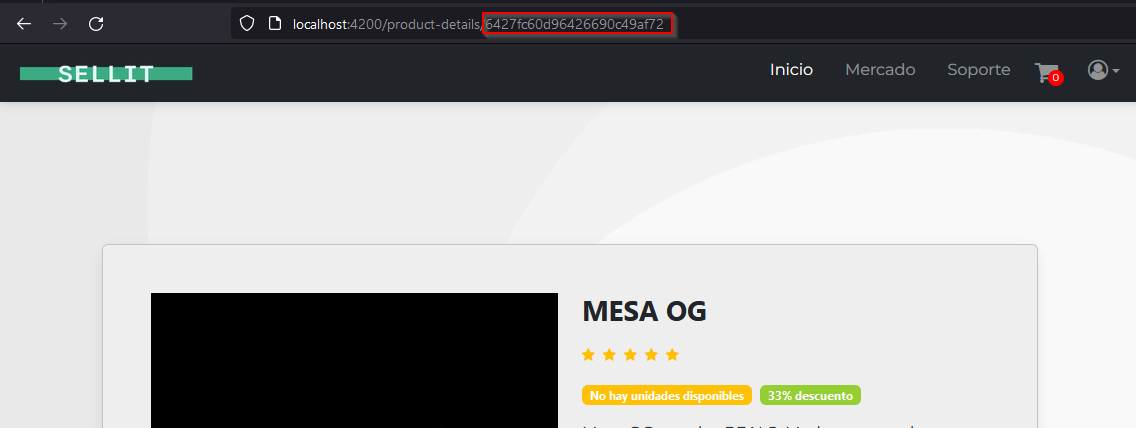 localhost:4200/product-details/6427fc60d96426690c49af72
SELLIT
Inicio Mercado Soporte 0
MESA OG
No hay unidades disponibles 33% descuento